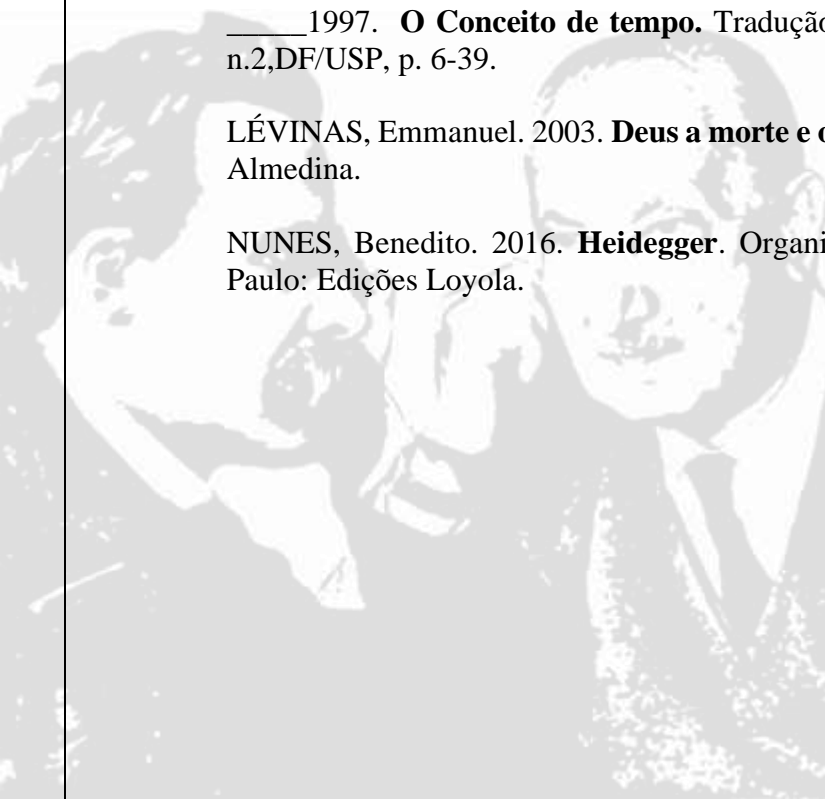 _____1997. O Conceito de tempo. Tradução
n.2,DF/USP, p. 6-39.
LÉVINAS, Emmanuel. 2003. Deus a morte e o
Almedina.
NUNES, Benedito. 2016. Heidegger. Organi
Paulo: Edições Loyola.